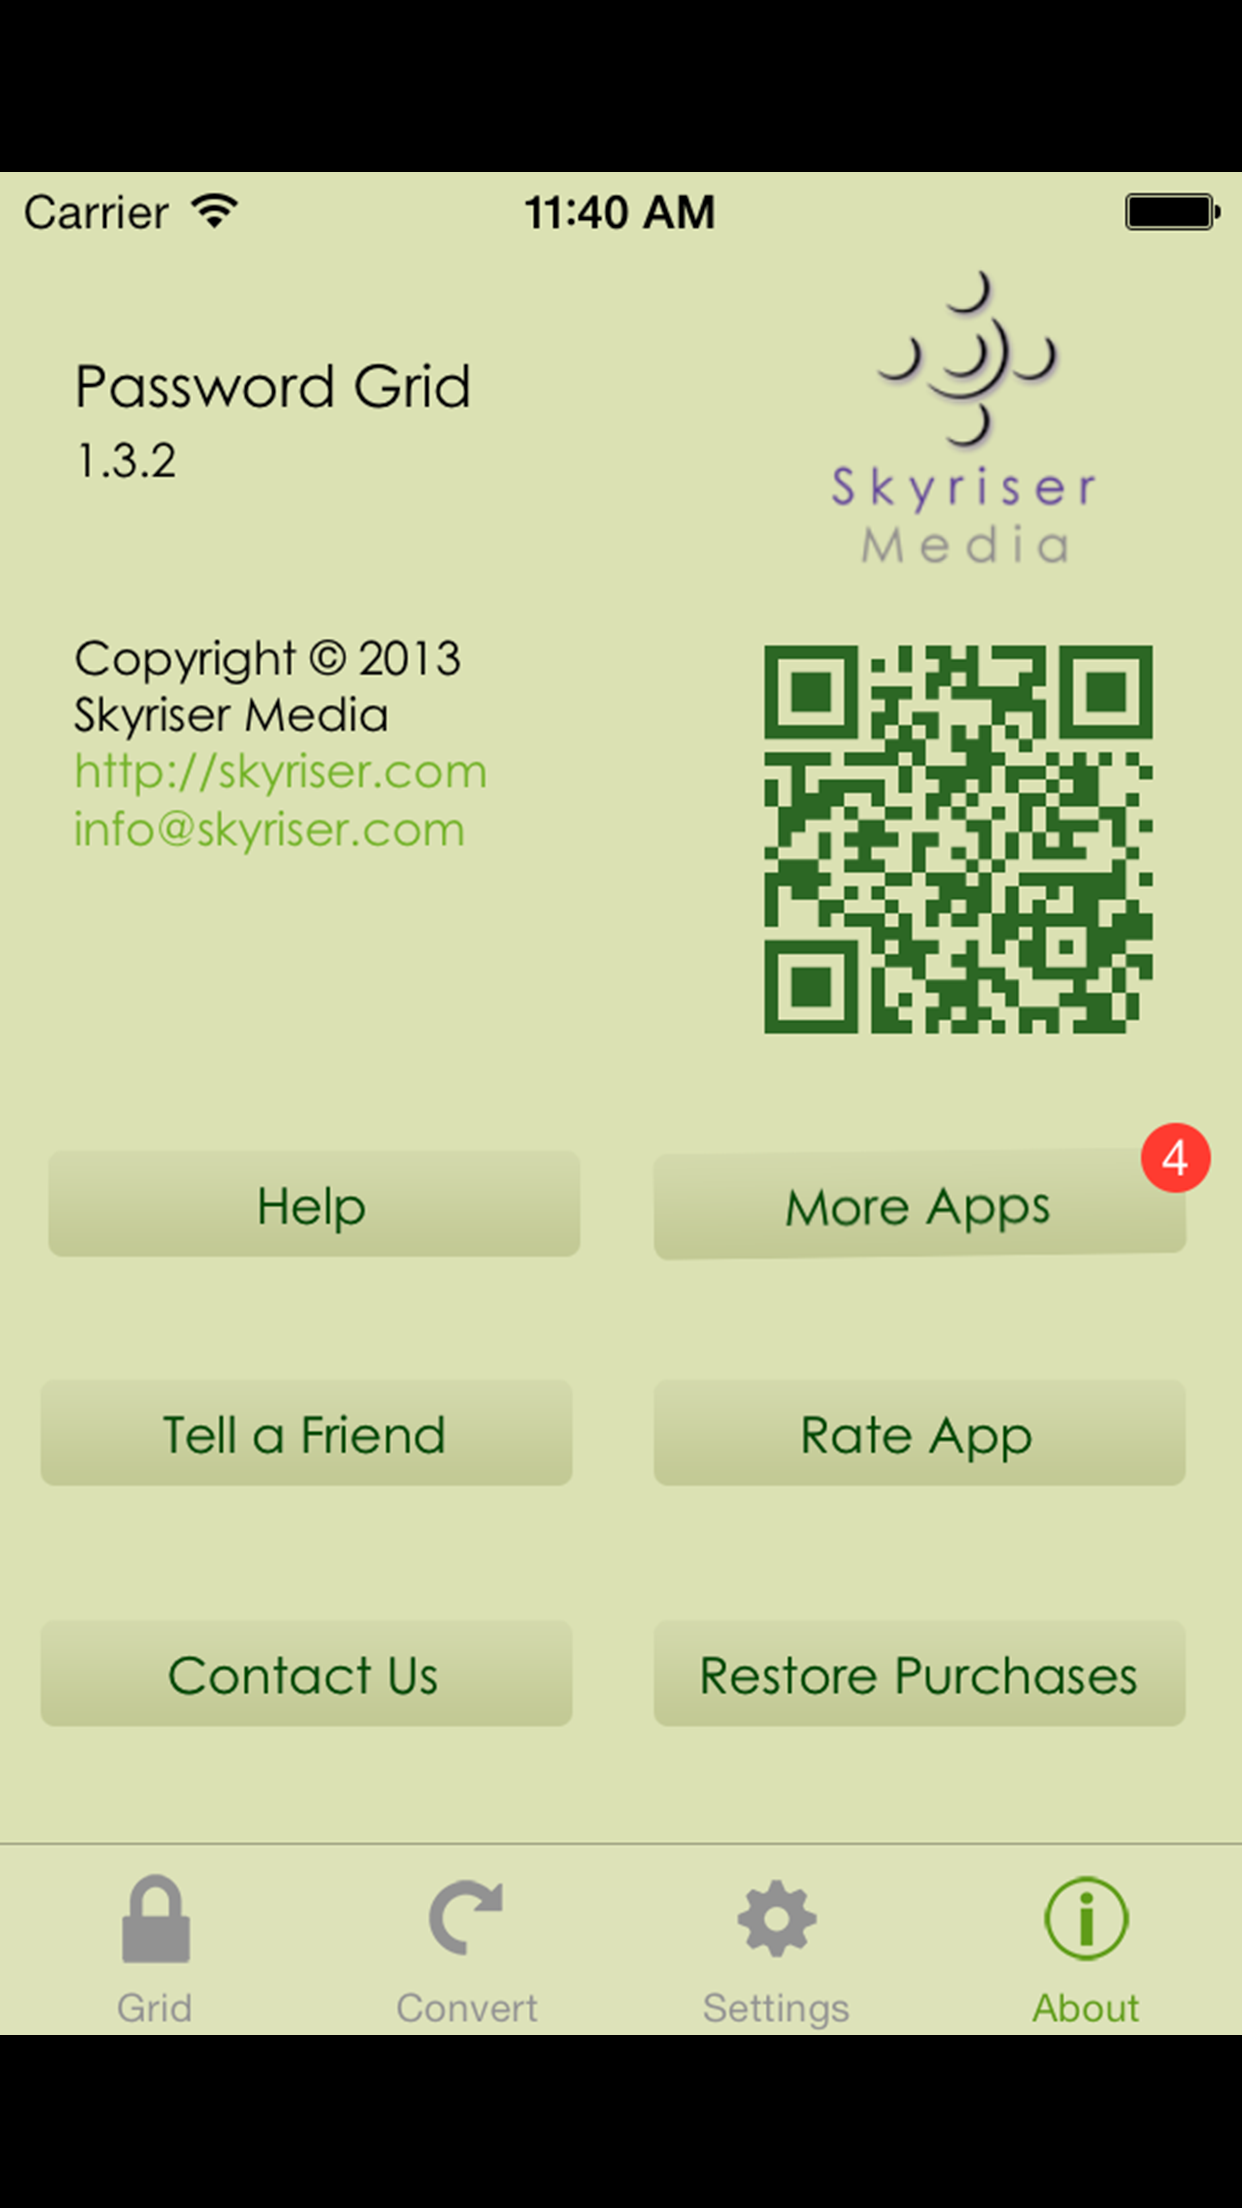 Carrier 11:40 AM
Password Grid
1.3.2
Skyriser
Media
Copyright © 2013
Skyriser Media
http://skyriser.com
info@skyriser.com
Help
More Apps
4
Tell a Friend
Rate App
Contact Us
Restore Purchases
Grid
Convert
Settings
About